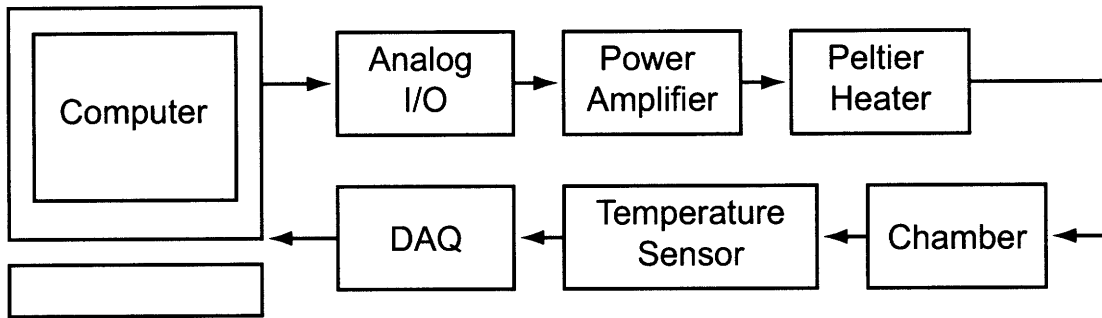 Computer
Analog
I/O
Power
Amplifier
Peltier
Heater
DAQ
Temperature
Sensor
Chamber